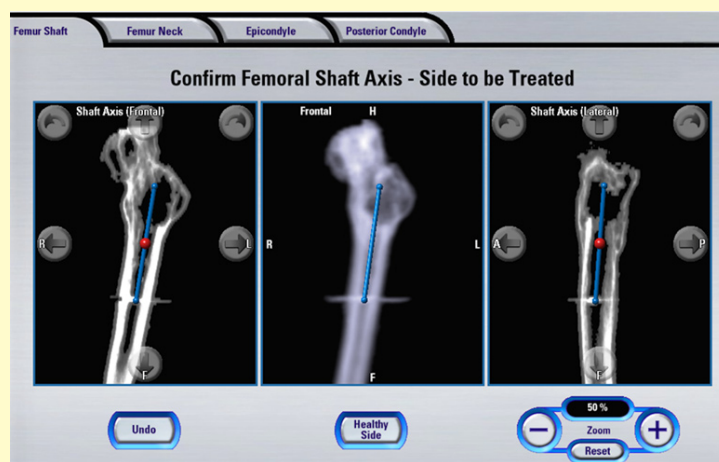 Femur Shaft
Femur Neck
Epicondyle
Posterior Condyle
Confirm Femoral Shaft Axis - Side to be Treated
Shaft Axis (Frontal)
R
L
F
Frontal
H
R
L
F
Shaft Axis (Lateral)
A
P
F
Undo
Healthy
Side
50 %
Zoom
Reset